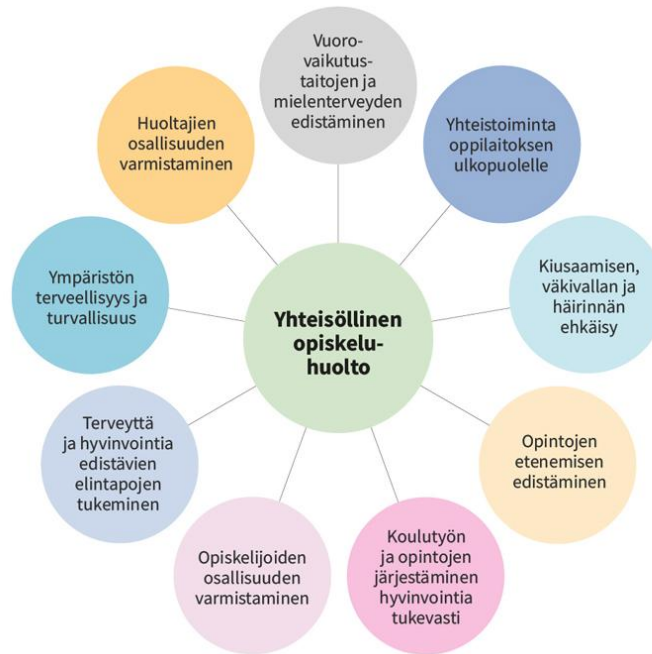 Vuoro-
vaikutus-
taitojen ja
mielenterveyden
edistäminen
Yhteistoiminta
oppilaitoksen
ulkopuolelle
Kiusaamisen,
väkivallan ja
häirinnän
ehkäisy
Opintojen
etenemisen
edistäminen
Koulutyön
ja opintojen
järjestäminen
hyvinvointia
tukevasti
Opiskelijoiden
osallisuuden
varmistaminen
Terveyttä
ja hyvinvointia
edistävien
elintapojen
tukeminen
Ympäristön
terveellisyys ja
turvallisuus
Huoltajien
osallisuuden
varmistaminen
Yhteisöllinen
opiskelu-
huolto